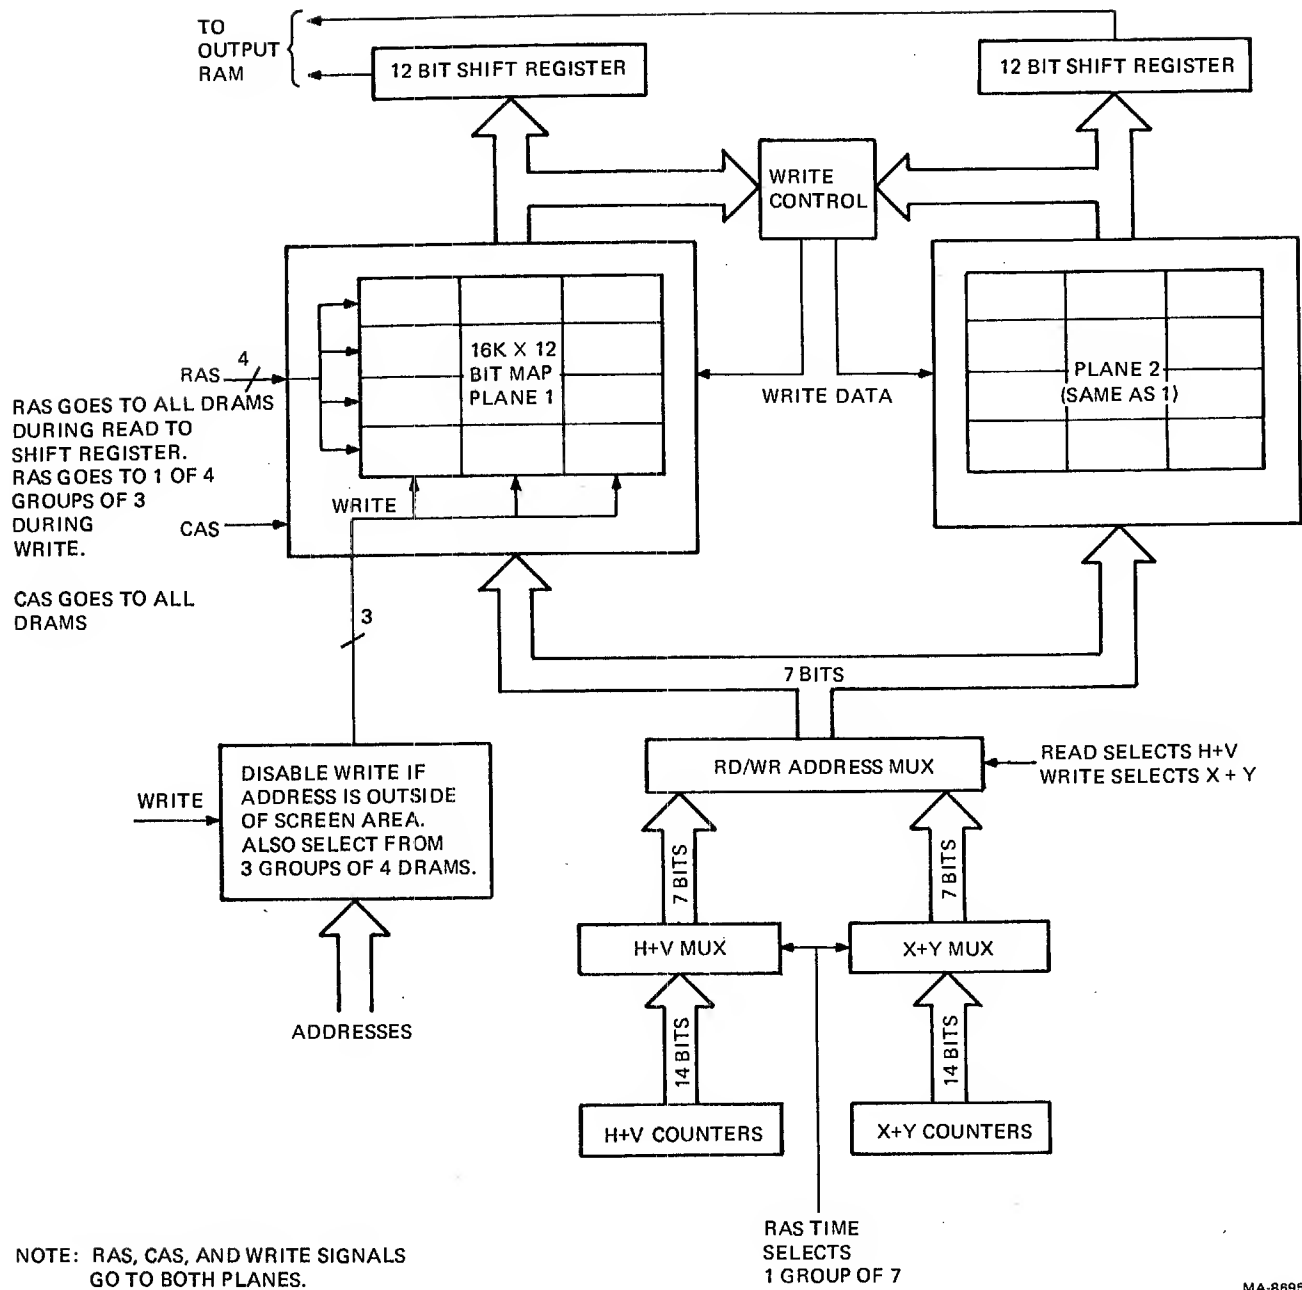 TO
OUTPUT
RAM
12 BIT SHIFT REGISTER
12 BIT SHIFT REGISTER
WRITE
CONTROL
16K X 12
BIT MAP
PLANE 1
PLANE 2
(SAME AS 1)
RAS
4
WRITE DATA
RAS GOES TO ALL DRAMS
DURING READ TO
SHIFT REGISTER.
RAS GOES TO 1 OF 4
GROUPS OF 3
DURING
WRITE.
WRITE
CAS
CAS GOES TO ALL
DRAMS
3
7 BITS
RD/WR ADDRESS MUX
READ SELECTS H+V
WRITE SELECTS X + Y
WRITE
DISABLE WRITE IF
ADDRESS IS OUTSIDE
OF SCREEN AREA.
ALSO SELECT FROM
3 GROUPS OF 4 DRAMS.
ADDRESSES
7 BITS
7 BITS
H+V MUX
X+Y MUX
14 BITS
14 BITS
H+V COUNTERS
X+Y COUNTERS
RAS TIME
SELECTS
1 GROUP OF 7
NOTE: RAS, CAS, AND WRITE SIGNALS
GO TO BOTH PLANES.
MA-8695